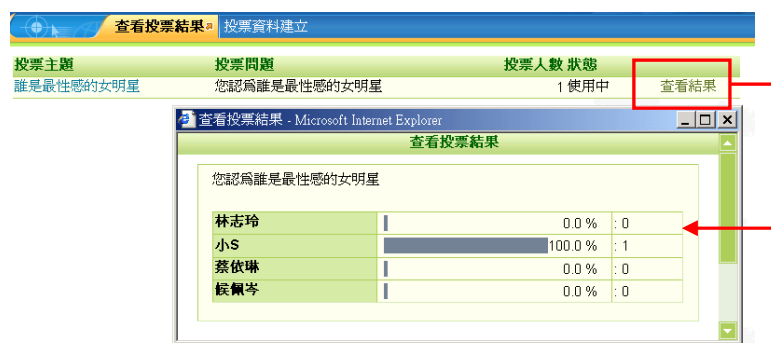 查看投票結果 投票資料建立
投票主題 投票問題 投票人數 狀態
誰是最性感的女明星 您認爲誰是最性感的女明星 1 使用中 查看結果
查看投票結果 - Microsoft Internet Explorer
查看投票結果
您認爲誰是最性感的女明星
林志玲 0.0 % : 0
小S 100.0 % : 1
蔡依琳 0.0 % : 0
候佩岑 0.0 % : 0